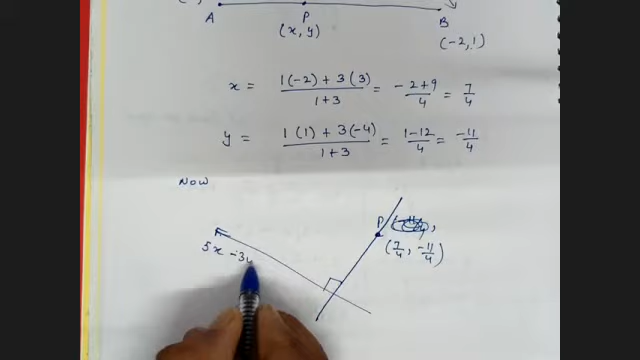 A P B
(x, y)
(-2, 1)
x = 1(-2) + 3(3) / 1+3 = -2+9 / 4 = 7/4
y = 1(1) + 3(-4) / 1+3 = 1-12 / 4 = -11/4
Now
P
(7/4, -11/4)
5x - 3y